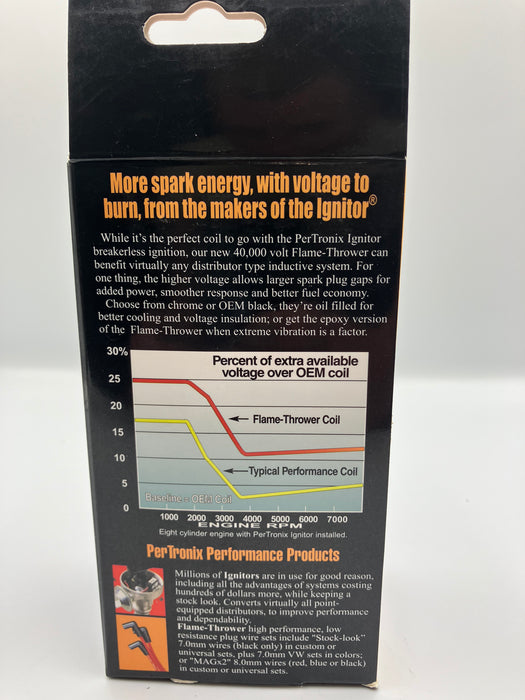 More spark energy, with voltage to
burn, from the makers of the Ignitor®
While it's the perfect coil to go with the PerTronix Ignitor
breakerless ignition, our new 40,000 volt Flame-Thrower can
benefit virtually any distributor type inductive system. For
one thing, the higher voltage allows larger spark plug gaps for
added power, smoother response and better fuel economy.
Choose from chrome or OEM black, they're oil filled for
better cooling and voltage insulation; or get the epoxy version
of the Flame-Thrower when extreme vibration is a factor.
30%
25
20
15
10
5
0
Percent of extra available
voltage over OEM coil
Flame-Thrower Coil
Typical Performance Coil
Baseline - OEM Coil
1000 2000 3000 4000 5000 6000 7000
ENGINE RPM
Eight cylinder engine with PerTronix Ignitor installed.
PerTronix Performance Products
Millions of Ignitors are in use for good reason,
including all the advantages of systems costing
hundreds of dollars more, while keeping a
stock look. Converts virtually all point-
equipped distributors, to improve performance
and dependability.
Flame-Thrower high performance, low
resistance plug wire sets include "Stock-look"
7.0mm wires (black only) in custom or
universal sets, plus 7.0mm VW sets in colors;
or "MAGx2" 8.0mm wires (red, blue or black)
in custom or universal sets.